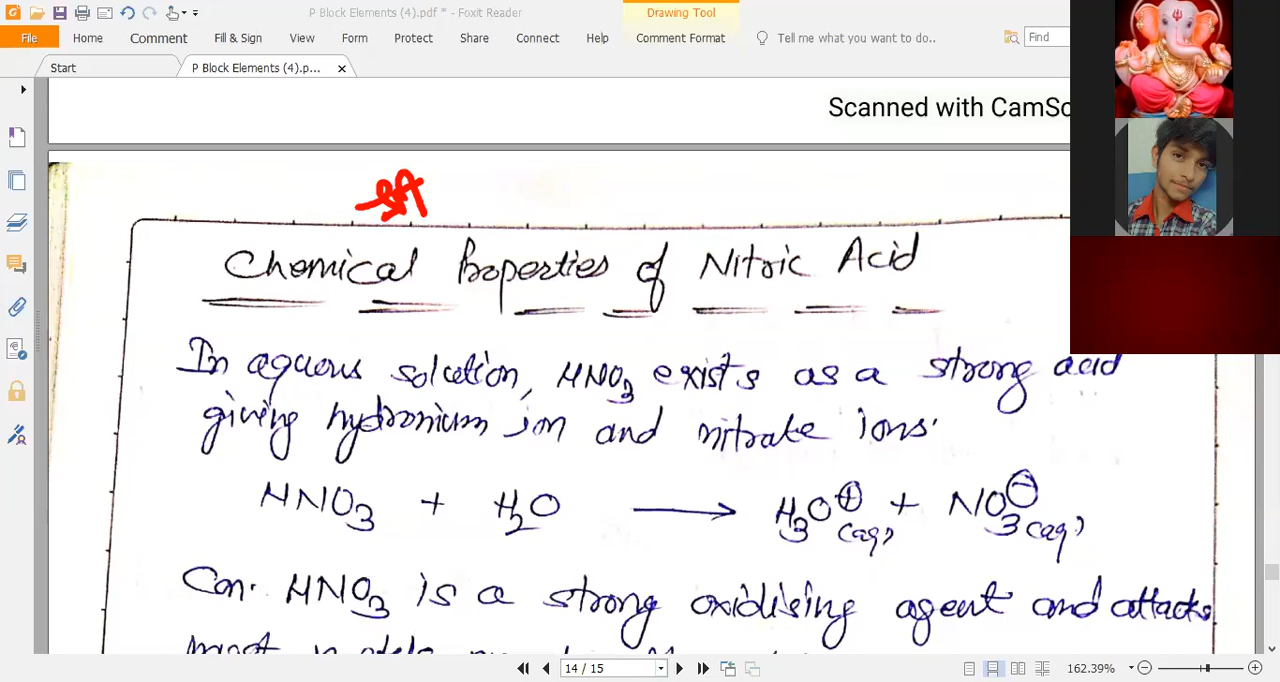 P Block Elements (4).pdf * - Foxit Reader
Drawing Tool
File Home Comment Fill & Sign View Form Protect Share Connect Help Comment Format Tell me what you want to do.. Find
Start P Block Elements (4).p...
Scanned with CamSc
Chemical Properties of Nitric Acid
In aqueous solution, HNO3 exists as a strong acid
giving hydronium ion and nitrate ions.
HNO3 + H2O → H3O⊕(aq) + NO3⊖(aq)
Con. HNO3 is a strong oxidising agent and attacks
14 / 15
162.39%